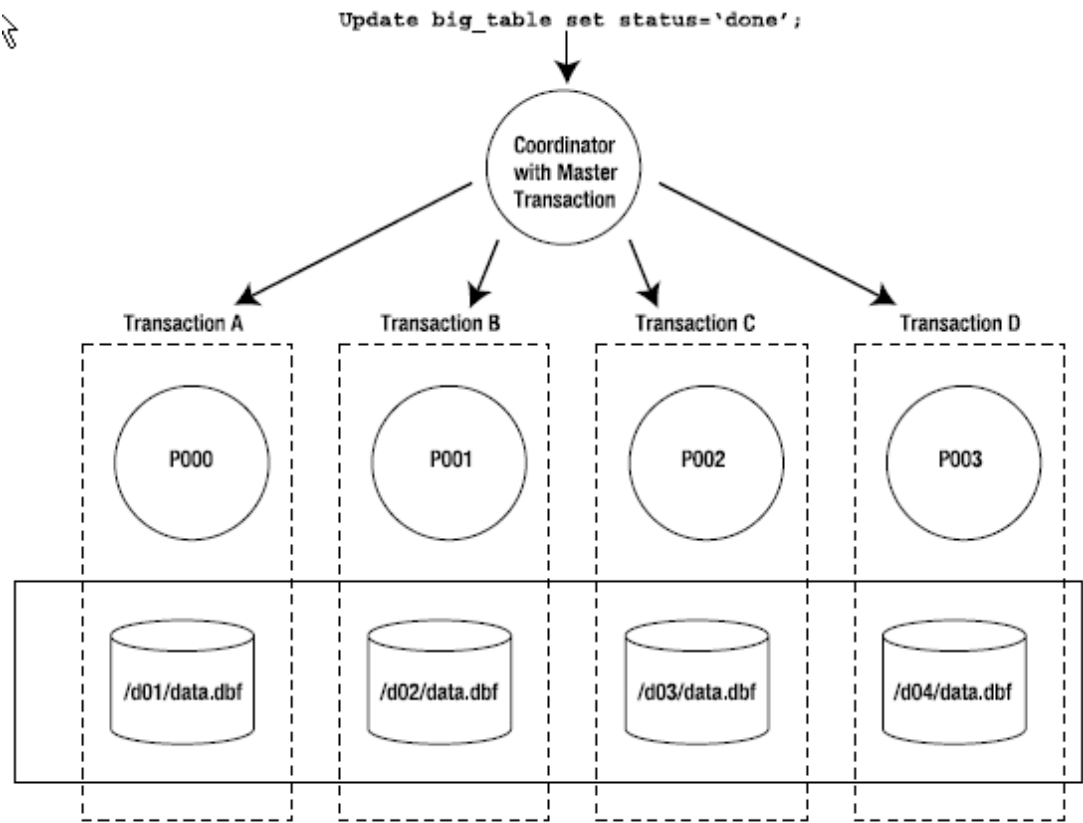 Update big_table set status=‘done’;
Coordinator
with Master
Transaction
Transaction A
Transaction B
Transaction C
Transaction D
P000
P001
P002
P003
/d01/data.dbf
/d02/data.dbf
/d03/data.dbf
/d04/data.dbf